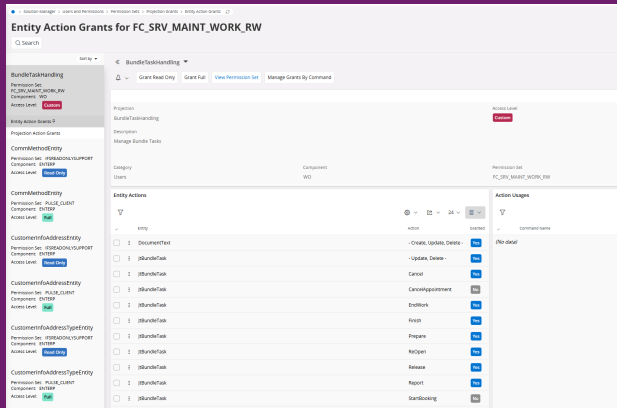 Solution Manager > Users and Permissions > Permission Sets > Projection Grants > Entity Action Grants
Entity Action Grants for FC_SRV_MAINT_WORK_RW
Search
Sort by
BundleTaskHandling
Permission Set:
FC_SRV_MAINT_WORK_RW
Component: WO
Access Level: Custom
Entity Action Grants
Projection Action Grants
CommMethodEntity
Permission Set: IFSREADONLYSUPPORT
Component: ENTERP
Access Level: Read Only
CommMethodEntity
Permission Set: PULSE_CLIENT
Component: ENTERP
Access Level: Full
CustomerInfoAddressEntity
Permission Set: IFSREADONLYSUPPORT
Component: ENTERP
Access Level: Read Only
CustomerInfoAddressEntity
Permission Set: PULSE_CLIENT
Component: ENTERP
Access Level: Full
CustomerInfoAddressTypeEntity
Permission Set: IFSREADONLYSUPPORT
Component: ENTERP
Access Level: Read Only
CustomerInfoAddressTypeEntity
Permission Set: PULSE_CLIENT
Component: ENTERP
Access Level: Full
BundleTaskHandling
Grant Read Only Grant Full View Permission Set Manage Grants By Command
Projection Access Level
BundleTaskHandling Custom
Description
Manage Bundle Tasks
Category Component Permission Set
Users WO FC_SRV_MAINT_WORK_RW
Entity Actions
24
Entity Action Granted
DocumentText - Create, Update, Delete - Yes
JtBundleTask - Update, Delete - Yes
JtBundleTask Cancel Yes
JtBundleTask CancelAppointment No
JtBundleTask EndWork Yes
JtBundleTask Finish Yes
JtBundleTask Prepare Yes
JtBundleTask ReOpen Yes
JtBundleTask Release Yes
JtBundleTask Report Yes
JtBundleTask StartBooking No
Action Usages
Command Name
(No data)